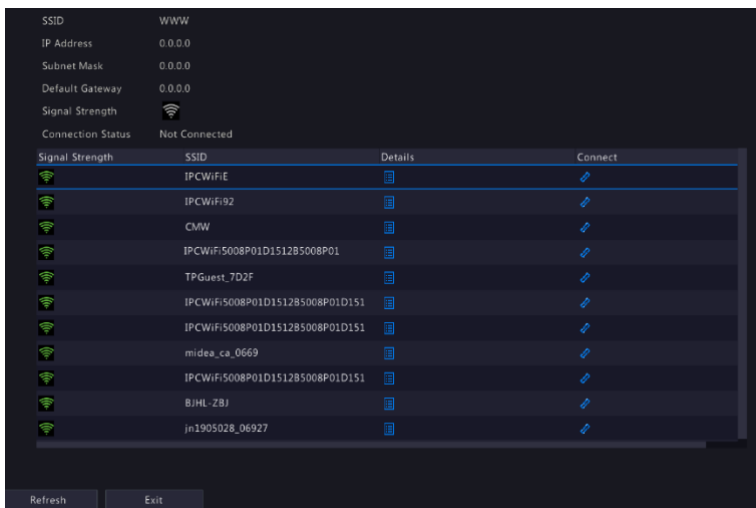 SSID WWW
IP Address 0.0.0.0
Subnet Mask 0.0.0.0
Default Gateway 0.0.0.0
Signal Strength
Connection Status Not Connected
Signal Strength SSID Details Connect
IPCWiFiE
IPCWiFi92
CMW
IPCWiFi5008P01D1512B5008P01
TPGuest_7D2F
IPCWiFi5008P01D1512B5008P01D151
IPCWiFi5008P01D1512B5008P01D151
midea_ca_0669
IPCWiFi5008P01D1512B5008P01D151
BJHL-ZBJ
jn1905028_06927
Refresh Exit